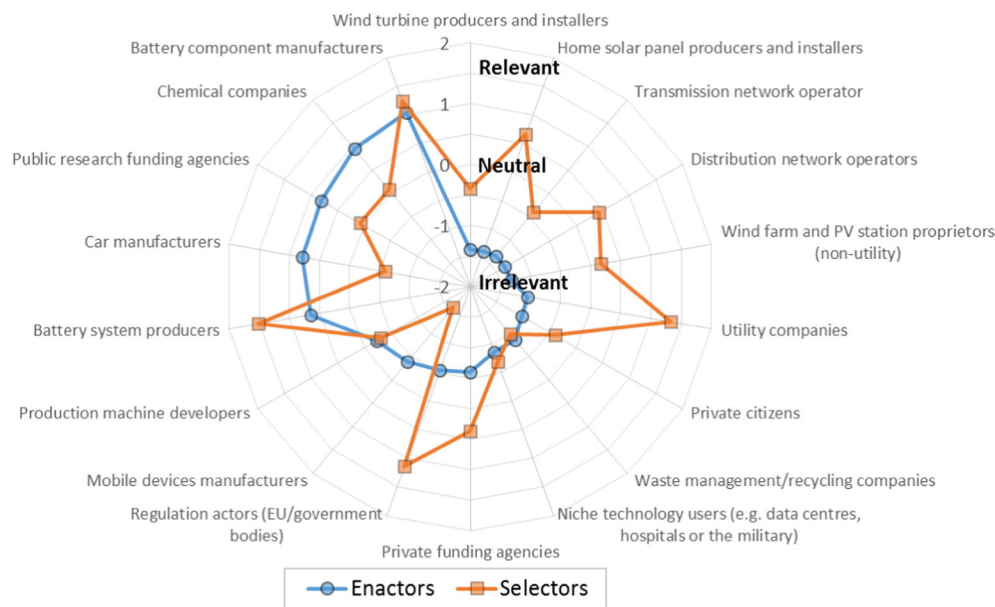 Wind turbine producers and installers
Battery component manufacturers
2
Home solar panel producers and installers
Relevant
Chemical companies
1
Transmission network operator
Public research funding agencies
0
Neutral
Distribution network operators
Car manufacturers
-1
Wind farm and PV station proprietors
(non-utility)
-2
Irrelevant
Battery system producers
Utility companies
Production machine developers
Private citizens
Mobile devices manufacturers
Waste management/recycling companies
Regulation actors (EU/government
bodies)
Niche technology users (e.g. data centres,
hospitals or the military)
Private funding agencies
Enactors
Selectors